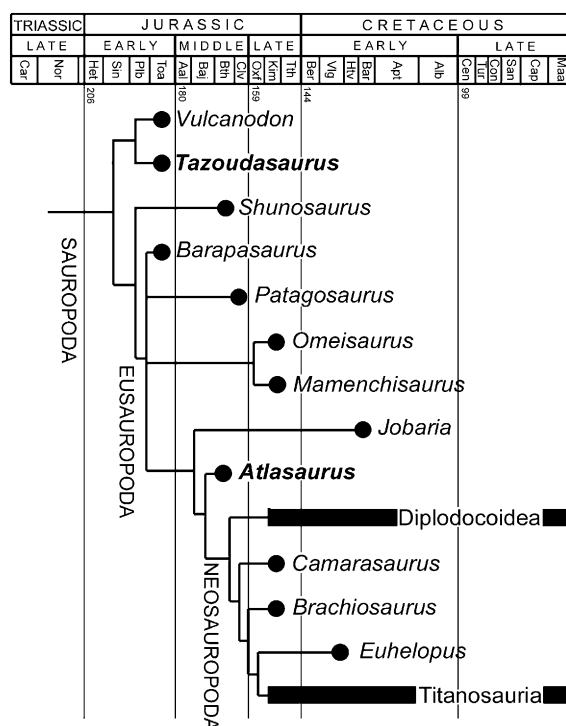 TRIASSIC JURASSIC CRETACEOUS
LATE EARLY MIDDLE LATE EARLY LATE
Car Nor Het Sin Plb Toa Aal Baj Bth Clv Oxf Kim Tth Ber Vlg Htv Bar Apt Alb Cen Tur Con San Cap Maa
206 180 159 144 99
Vulcanodon
Tazoudasaurus
Shunosaurus
SAUROPODA
Barapasaurus
Patagosaurus
Omeisaurus
EUSAUROPODA
Mamenchisaurus
Jobaria
Atlasaurus
Diplodocoidea
NEOSAUROPODA
Camarasaurus
Brachiosaurus
Euhelopus
Titanosauria